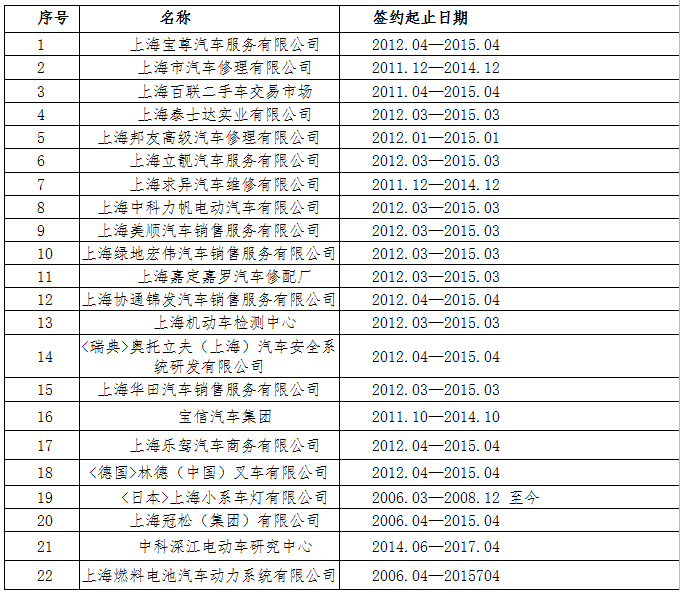 序号 名称 签约起止日期
1 上海宝尊汽车服务有限公司 2012.04—2015.04
2 上海市汽车修理有限公司 2011.12—2014.12
3 上海百联二手车交易市场 2011.04—2015.04
4 上海泰士达实业有限公司 2012.03—2015.03
5 上海邦友高级汽车修理有限公司 2012.01—2015.01
6 上海立靓汽车服务有限公司 2012.03—2015.03
7 上海求异汽车维修有限公司 2011.12—2014.12
8 上海中科力帆电动汽车有限公司 2012.03—2015.03
9 上海美顺汽车销售服务有限公司 2012.03—2015.03
10 上海绿地宏伟汽车销售服务有限公司 2012.03—2015.03
11 上海嘉定嘉罗汽车修配厂 2012.03—2015.03
12 上海协通锦发汽车销售服务有限公司 2012.04—2015.04
13 上海机动车检测中心 2012.03—2015.03
14 <瑞典>奥托立夫（上海）汽车安全系 2012.04—2015.04
统研发有限公司
15 上海华田汽车销售服务有限公司 2012.03—2015.03
16 宝信汽车集团 2011.10—2014.10
17 上海乐驾汽车商务有限公司 2012.04—2015.04
18 <德国>林德（中国）叉车有限公司 2012.04—2015.04
19 <日本>上海小系车灯有限公司 2006.03—2008.12 至今
20 上海冠松（集团）有限公司 2006.04—2015.04
21 中科深江电动车研究中心 2014.06—2017.04
22 上海燃料电池汽车动力系统有限公司 2006.04—2015704